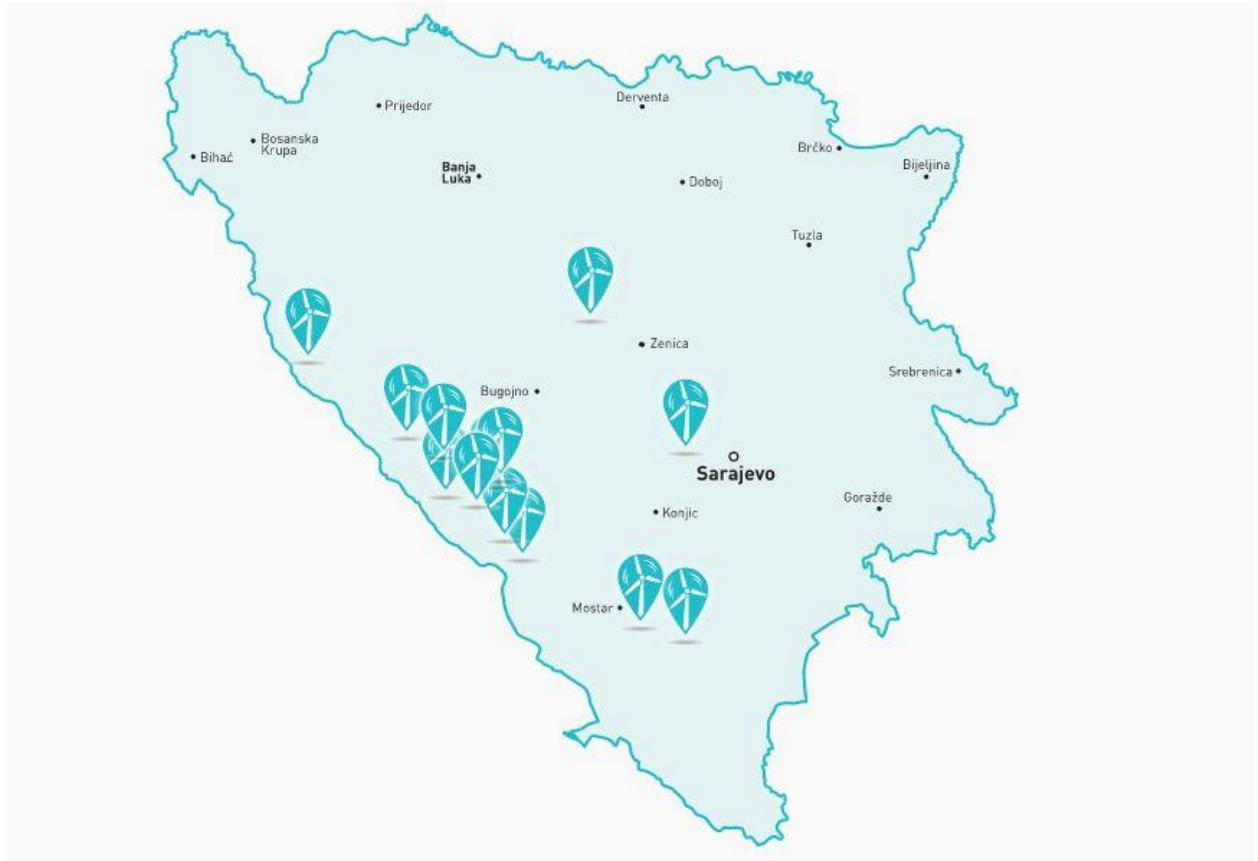 Derventa
Prijedor
Bosanska
Krupa
Brčko
Bihać
Bijeljina
Banja
Luka
Doboj
Tuzla
Zenica
Srebrenica
Bugojno
Sarajevo
Goražde
Konjic
Mostar